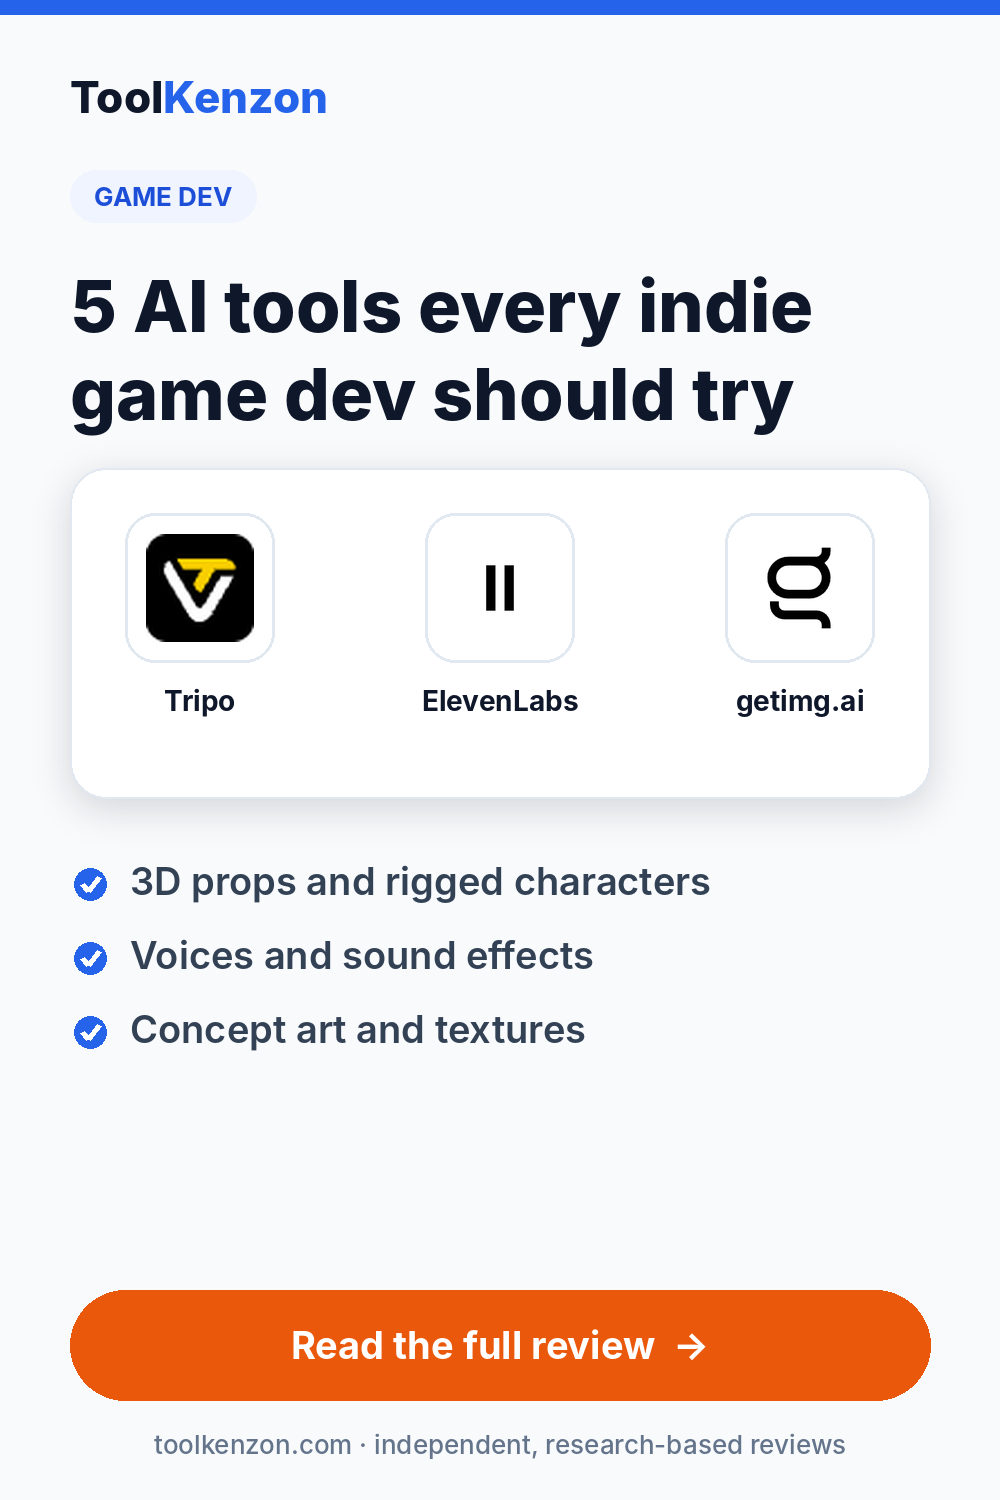 ToolKenzon
GAME DEV
5 AI tools every indie
game dev should try
Tripo
ElevenLabs
getimg.ai
3D props and rigged characters
Voices and sound effects
Concept art and textures
Read the full review →
toolkenzon.com · independent, research-based reviews